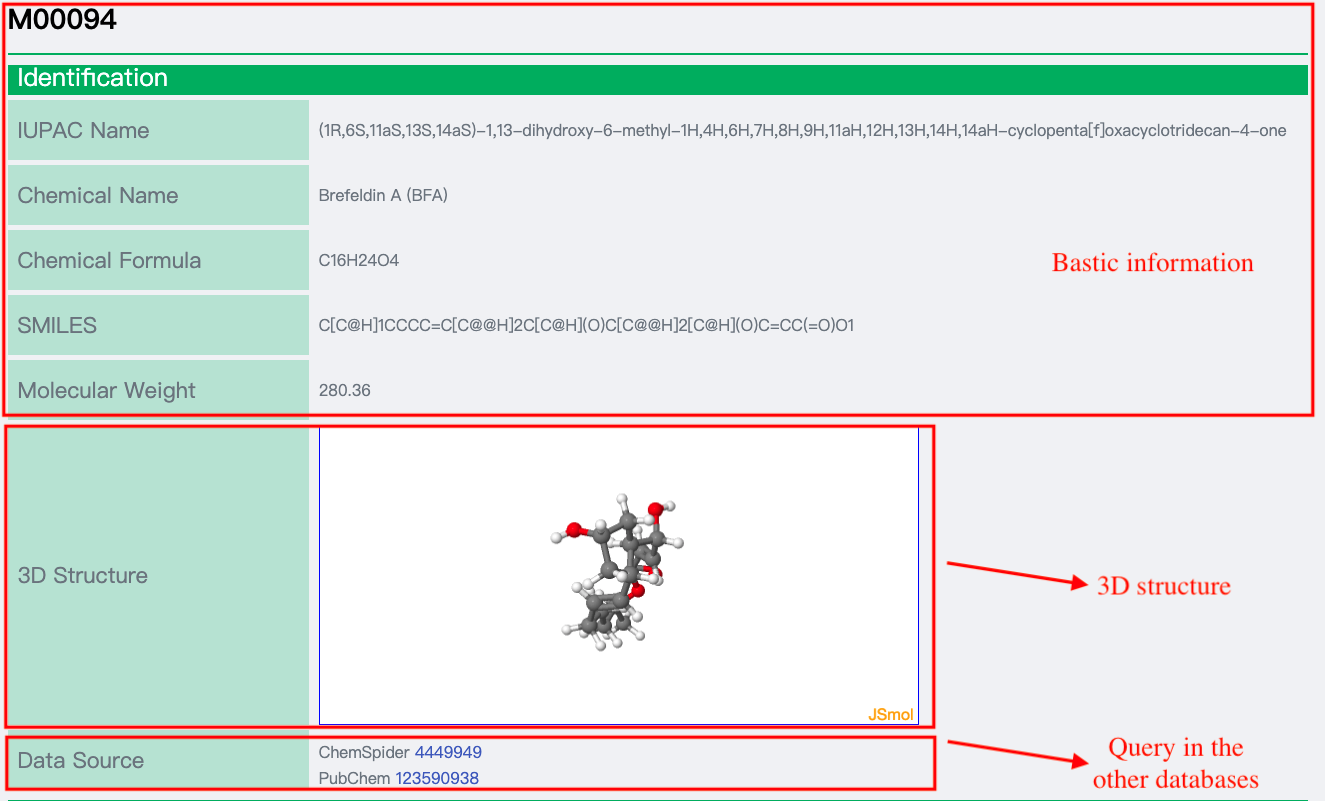 M00094
Identification
IUPAC Name
(1R,6S,11aS,13S,14aS)-1,13-dihydroxy-6-methyl-1H,4H,6H,7H,8H,9H,11aH,12H,13H,14H,14aH-cyclopenta[f]oxacyclotridecan-4-one
Chemical Name
Brefeldin A (BFA)
Chemical Formula
C16H24O4
Bastic information
SMILES
C[C@H]1CCCC=C[C@@H]2C[C@H](O)C[C@@H]2[C@H](O)C=CC(=O)O1
Molecular Weight
280.36
3D Structure
JSmol
3D structure
Data Source
ChemSpider 4449949
PubChem 123590938
Query in the
other databases